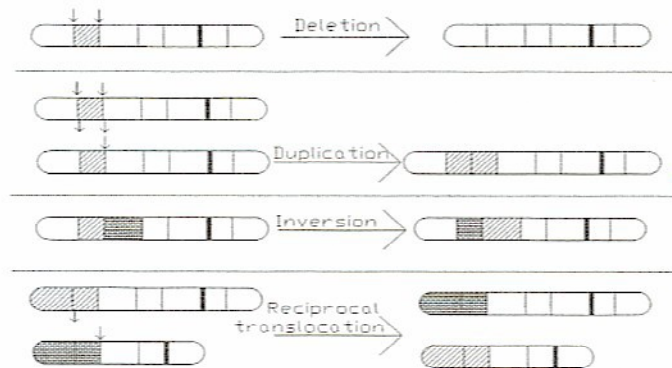 Deletion
Duplication
Inversion
Reciprocal
translocation